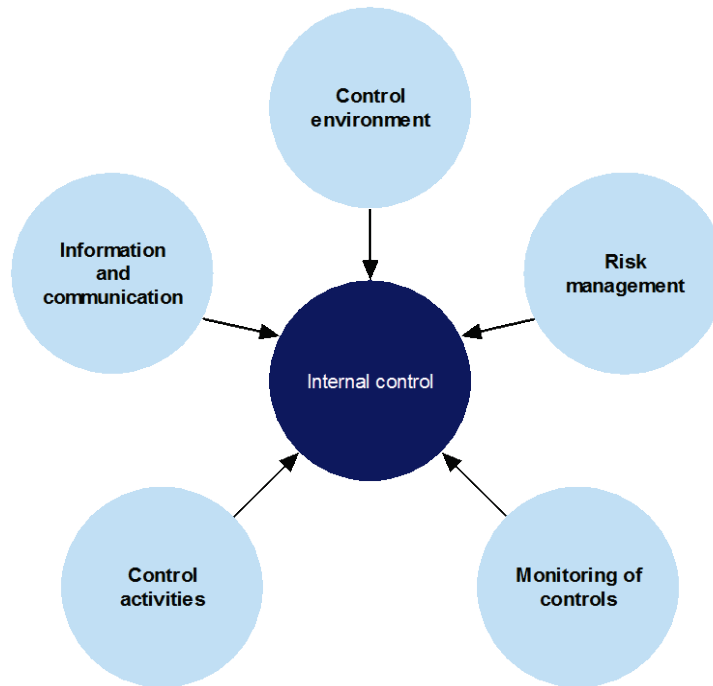 Control
environment
Information
and
communication
Risk
management
Internal control
Control
activities
Monitoring of
controls